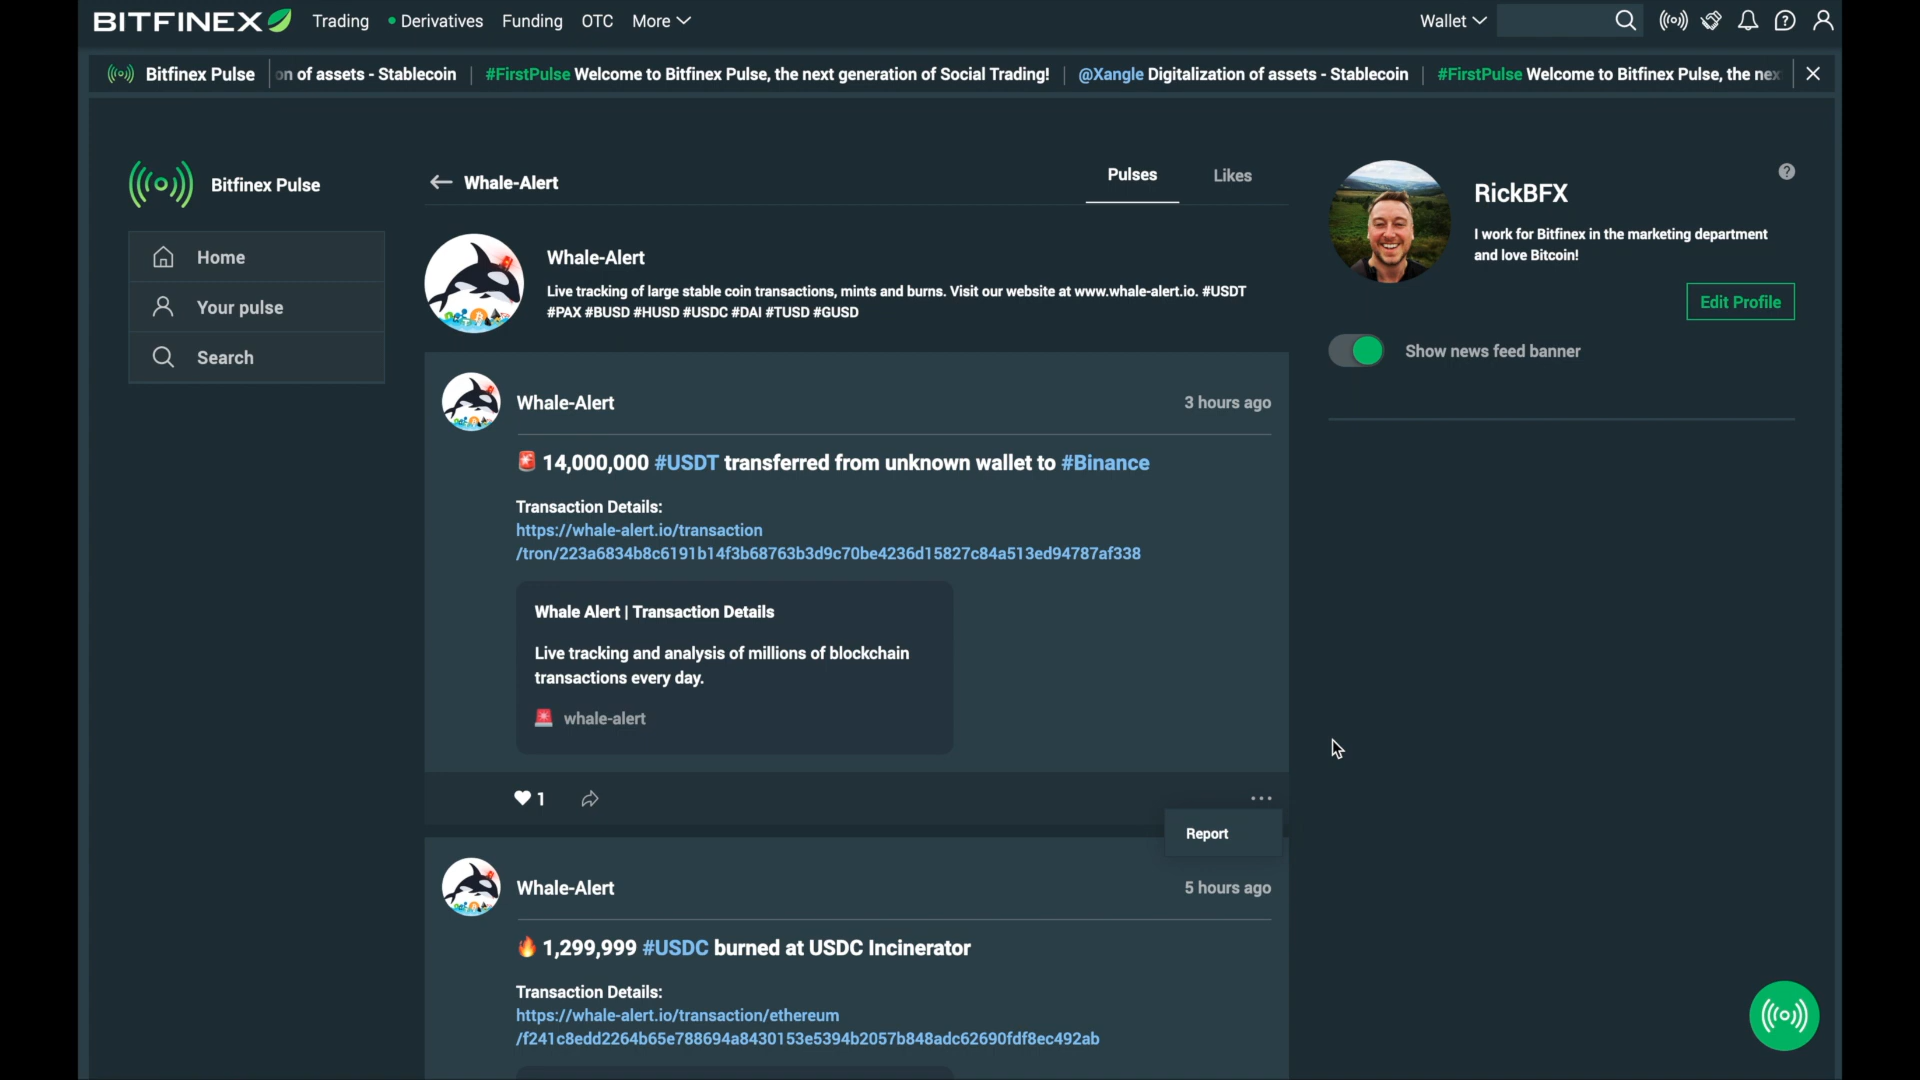 BITFINEX Trading Derivatives Funding OTC More Wallet
Bitfinex Pulse on of assets - Stablecoin #FirstPulse Welcome to Bitfinex Pulse, the next generation of Social Trading! @Xangle Digitalization of assets - Stablecoin #FirstPulse Welcome to Bitfinex Pulse, the nex
Bitfinex Pulse
Home
Your pulse
Search
Whale-Alert
Pulses Likes
Whale-Alert
Live tracking of large stable coin transactions, mints and burns. Visit our website at www.whale-alert.io. #USDT
#PAX #BUSD #HUSD #USDC #DAI #TUSD #GUSD
Whale-Alert 3 hours ago
🚨 14,000,000 #USDT transferred from unknown wallet to #Binance
Transaction Details:
https://whale-alert.io/transaction
/tron/223a6834b8c6191b14f3b68763b3d9c70be4236d15827c84a513ed94787af338
Whale Alert | Transaction Details
Live tracking and analysis of millions of blockchain
transactions every day.
whale-alert
1
Report
Whale-Alert 5 hours ago
🔥 1,299,999 #USDC burned at USDC Incinerator
Transaction Details:
https://whale-alert.io/transaction/ethereum
/f241c8edd2264b65e788694a8430153e5394b2057b848adc62690fdf8ec492ab
RickBFX
I work for Bitfinex in the marketing department
and love Bitcoin!
Edit Profile
Show news feed banner